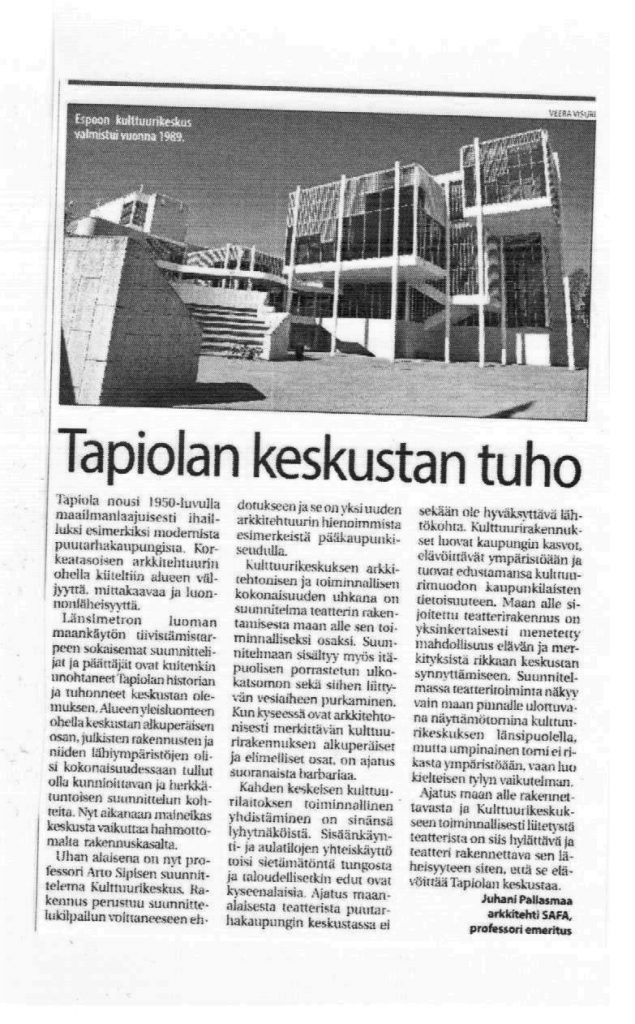 VEERA VISURI
Espoon kulttuurikeskus
valmistui vuonna 1989.
Tapiolan keskustan tuho
Tapiola nousi 1950-luvulla
maailmanlaajuisesti ihail-
luksi esimerkiksi modernista
puutarhakaupungista. Kor-
keatasoisen arkkitehtuurin
ohella kiiteltiin alueen väl-
jyyttä, mittakaavaa ja luon-
nonläheisyyttä.
Länsimetron luoman
maankäytön tiivistämistar-
peen sokaisemat suunnitteli-
jat ja päättäjät ovat kuitenkin
unohtaneet Tapiolan historian
ja tuhonneet keskustan ole-
muksen. Alueen yleisluonteen
ohella keskustan alkuperäisen
osan, julkisten rakennusten ja
niiden lähiympäristöjen oli-
si kokonaisuudessaan tullut
olla kunnioittavan ja herkkä-
tuntoisen suunnittelun koh-
teita. Nyt aikanaan maineikas
keskusta vaikuttaa hahmotto-
malta rakennuskasalta.
Uhan alaisena on nyt pro-
fessori Arto Sipisen suunnit-
telema Kulttuurikeskus. Ra-
kennus perustuu suunnitte-
lukilpailun voittaneeseen eh-
dotukseen ja se on yksi uuden
arkkitehtuurin hienoimmista
esimerkeistä pääkaupunki-
seudulla.
Kulttuurikeskuksen arkki-
tehtonisen ja toiminnallisen
kokonaisuuden uhkana on
suunnitelma teatterin raken-
tamisesta maan alle sen toi-
minnalliseksi osaksi. Suun-
nitelmaan sisältyy myös itä-
puolisen porrastetun ulko-
katsomon sekä siihen liitty-
vän vesiaiheen purkaminen.
Kun kyseessä ovat arkkitehto-
nisesti merkittävän kulttuu-
rirakennuksen alkuperäiset
ja elimelliset osat, on ajatus
suoranaista barbariaa.
Kahden keskeisen kulttuu-
rilaitoksen toiminnallinen
yhdistäminen on sinänsä
lyhytnäköistä. Sisäänkäyn-
ti- ja aulatilojen yhteiskäyttö
toisi sietämätöntä tungosta
ja taloudellisetkin edut ovat
kyseenalaisia. Ajatus maan-
alaisesta teatterista puutar-
hakaupungin keskustassa ei
sekään ole hyväksyttävä läh-
tökohta. Kulttuurirakennuk-
set luovat kaupungin kasvot,
elävöittävät ympäristöään ja
tuovat edustamansa kulttuu-
rimuodon kaupunkilaisten
tietoisuuteen. Maan alle si-
joitettu teatterirakennus on
yksinkertaisesti menetetty
mahdollisuus elävän ja mer-
kityksistä rikkaan keskustan
synnyttämiseen. Suunnitel-
massa teatteritoiminta näkyy
vain maan pinnalle ulottuva-
na näyttämötornina kulttuu-
rikeskuksen länsipuolella,
mutta umpinainen torni ei ri-
kasta ympäristöään, vaan luo
kielteisen tylyn vaikutelman.
Ajatus maan alle rakennet-
tavasta ja Kulttuurikeskuk-
seen toiminnallisesti liitetystä
teatterista on siis hylättävä ja
teatteri rakennettava sen lä-
heisyyteen siten, että se elä-
vöittää Tapiolan keskustaa.
Juhani Pallasmaa
arkkitehti SAFA,
professori emeritus